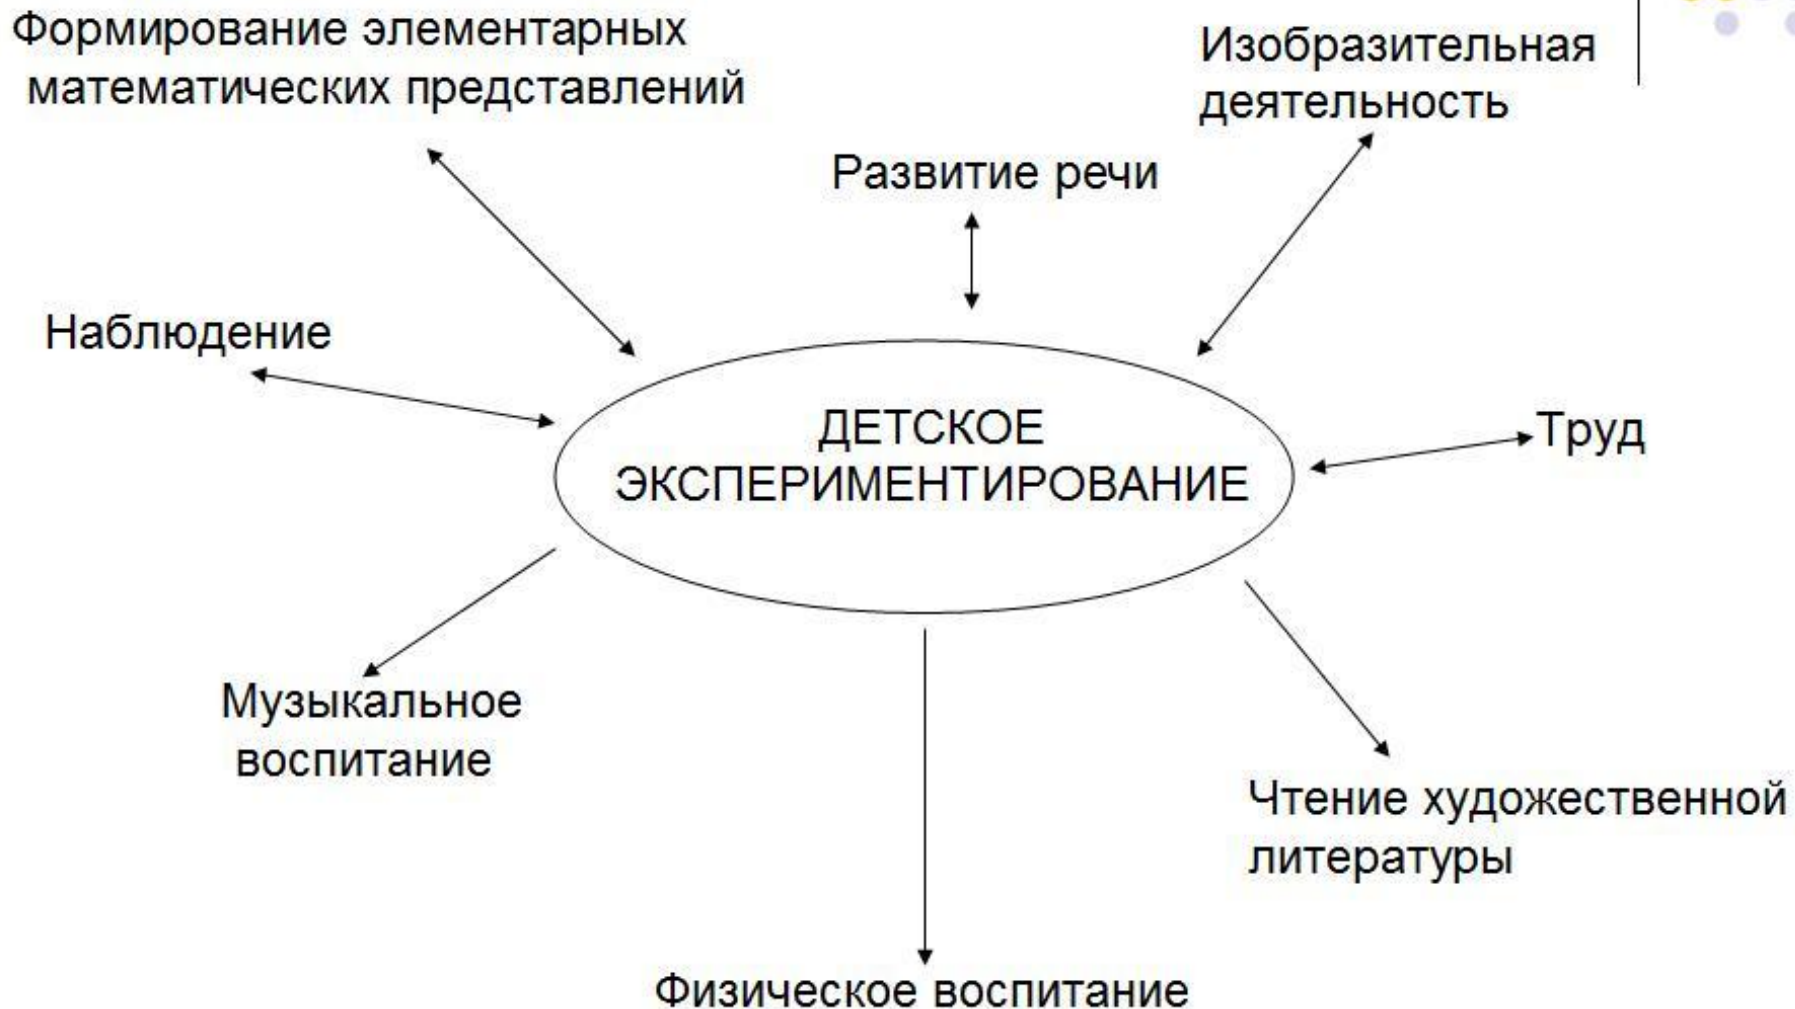 Формирование элементарных
математических представлений
Изобразительная
деятельность
Развитие речи
Наблюдение
ДЕТСКОЕ
ЭКСПЕРИМЕНТИРОВАНИЕ
Труд
Музыкальное
воспитание
Чтение художественной
литературы
Физическое воспитание